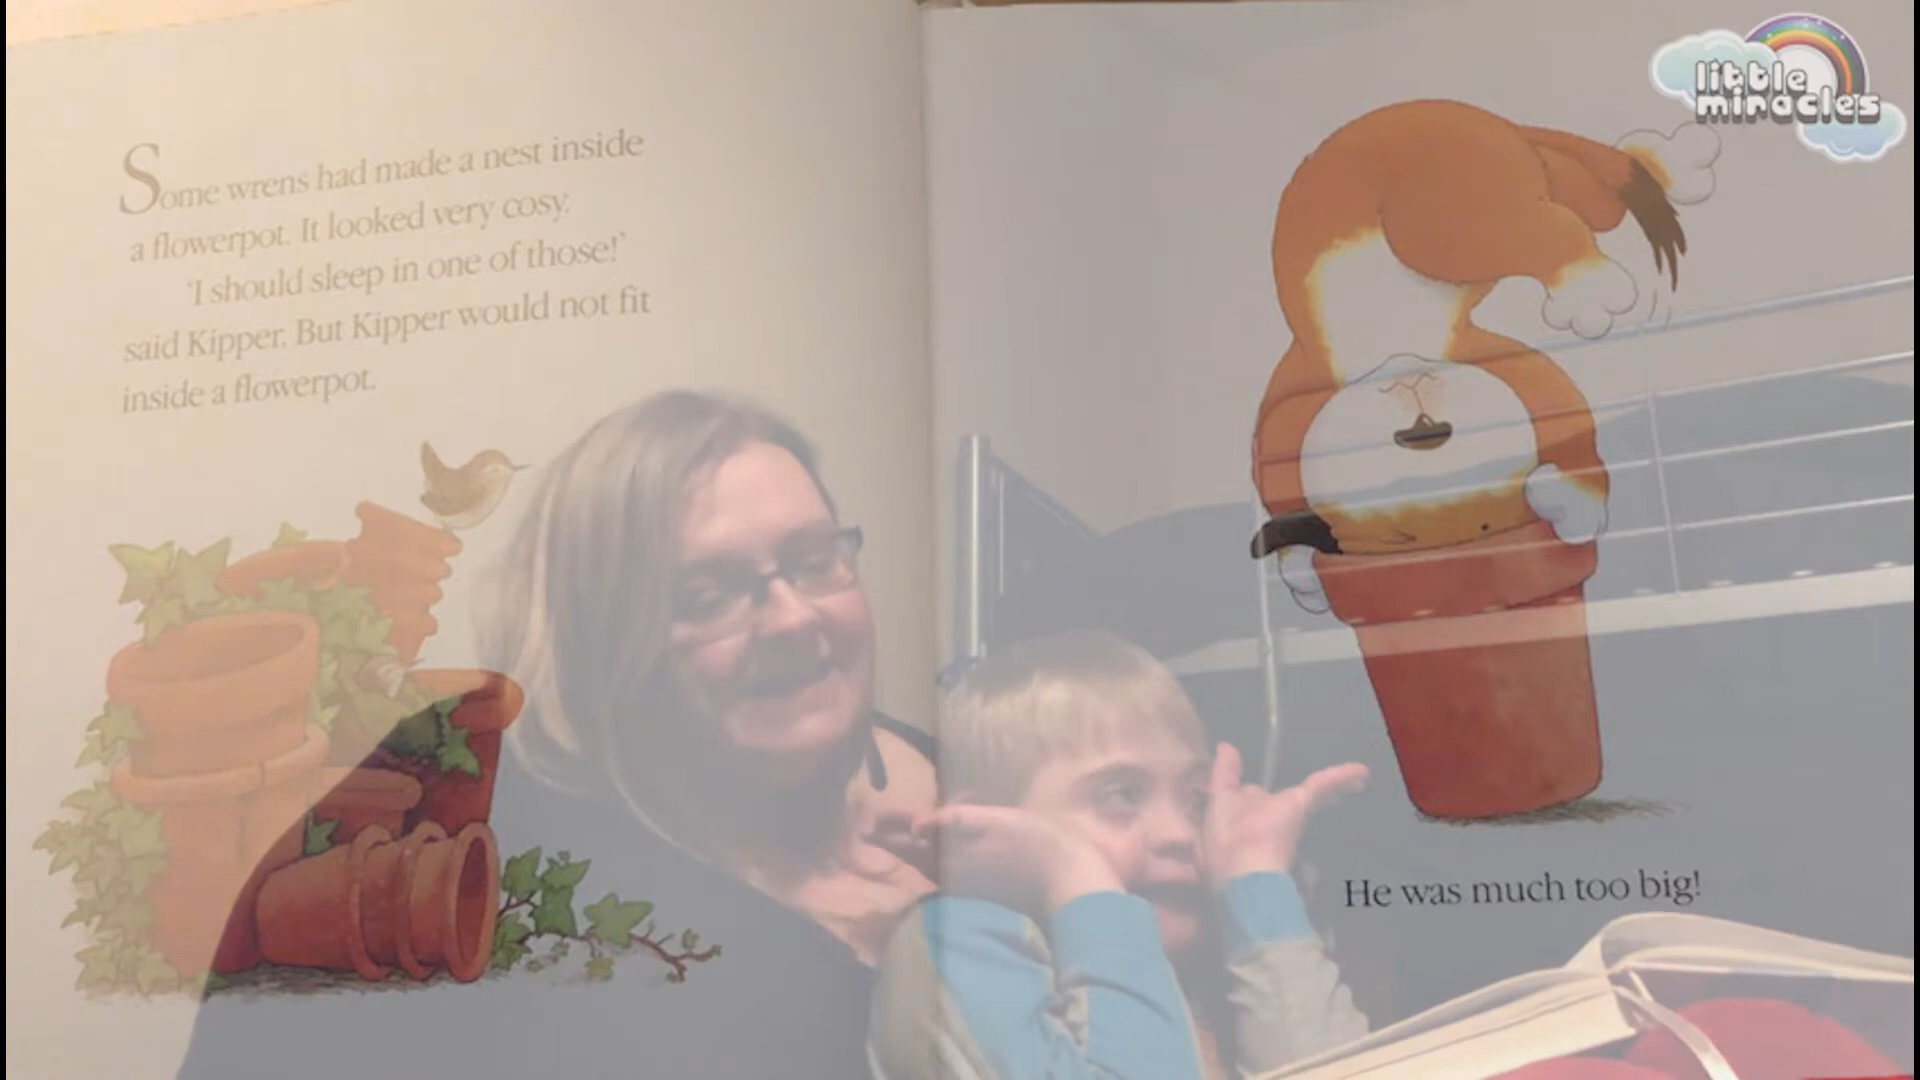 Some wrens had made a nest inside
a flowerpot. It looked very cosy.
'I should sleep in one of those!'
said Kipper. But Kipper would not fit
inside a flowerpot.
He was much too big!
little
miracles